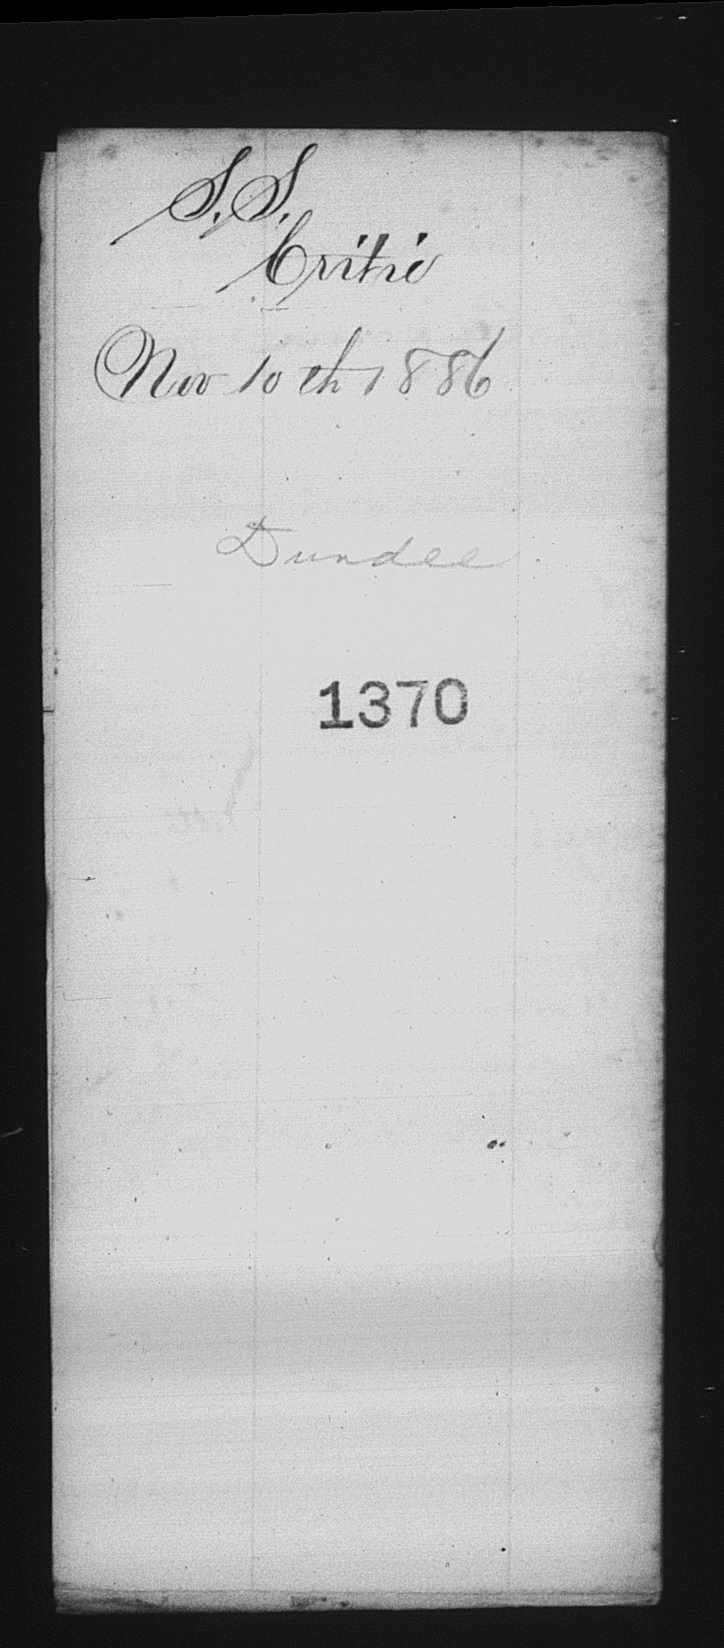 S.S.
Critic
Nov 10th 1886
Dundee
1370